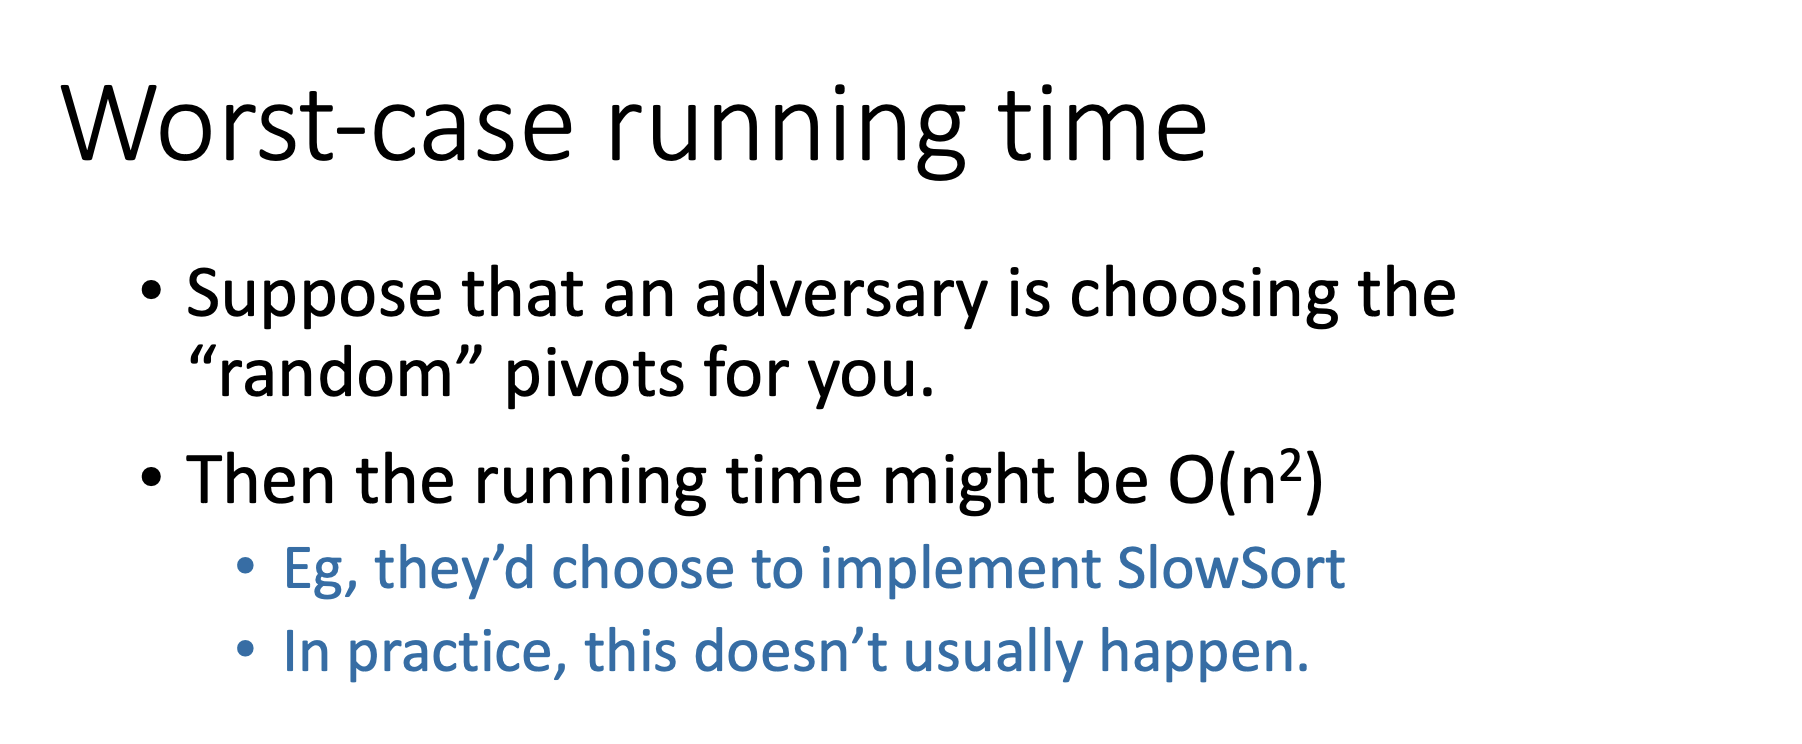 Worst-case running time
• Suppose that an adversary is choosing the
“random” pivots for you.
• Then the running time might be O(n²)
• Eg, they’d choose to implement SlowSort
• In practice, this doesn’t usually happen.